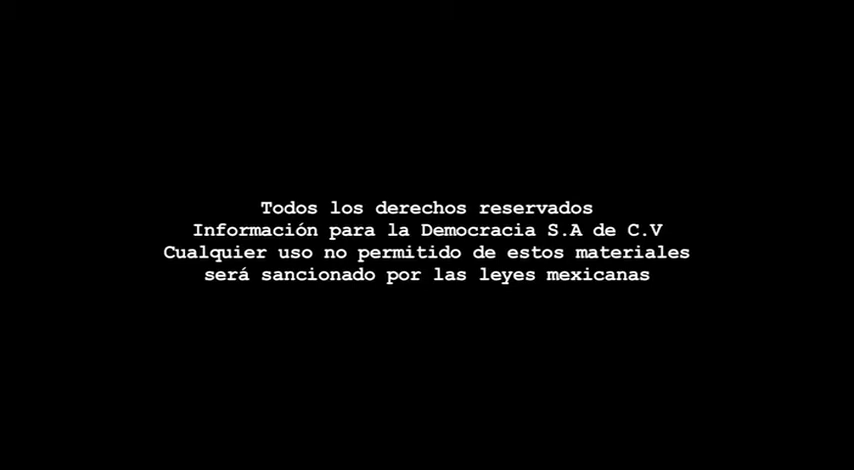 Todos los derechos reservados
Información para la Democracia S.A de C.V
Cualquier uso no permitido de estos materiales
será sancionado por las leyes mexicanas